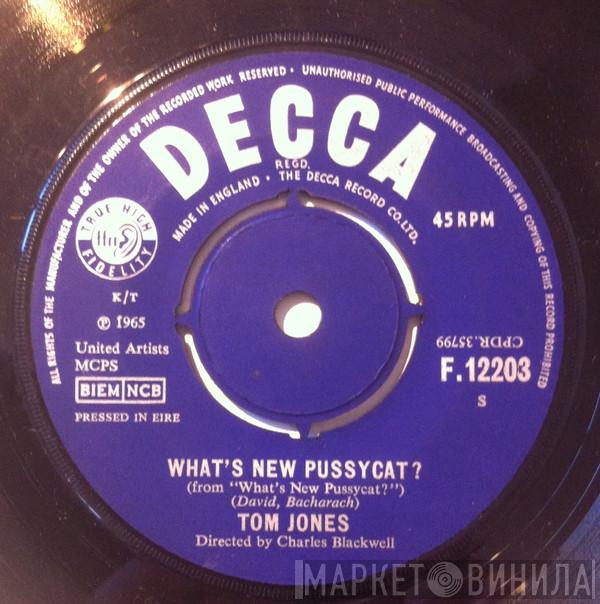 ALL RIGHTS OF THE MANUFACTURER AND OF THE OWNER OF THE RECORDED WORK RESERVED · UNAUTHORISED PUBLIC PERFORMANCE BROADCASTING AND COPYING OF THIS RECORD PROHIBITED
DECCA
REGD.
MADE IN ENGLAND · THE DECCA RECORD CO. LTD.
TRUE HIGH
ffrr
FIDELITY
45 RPM
K/T
℗ 1965
United Artists
MCPS
BIEM NCB
PRESSED IN EIRE
CPDR.35799
F.12203
S
WHAT'S NEW PUSSYCAT?
(from "What's New Pussycat?")
(David, Bacharach)
TOM JONES
Directed by Charles Blackwell
МАРКЕТ ВИНИЛА